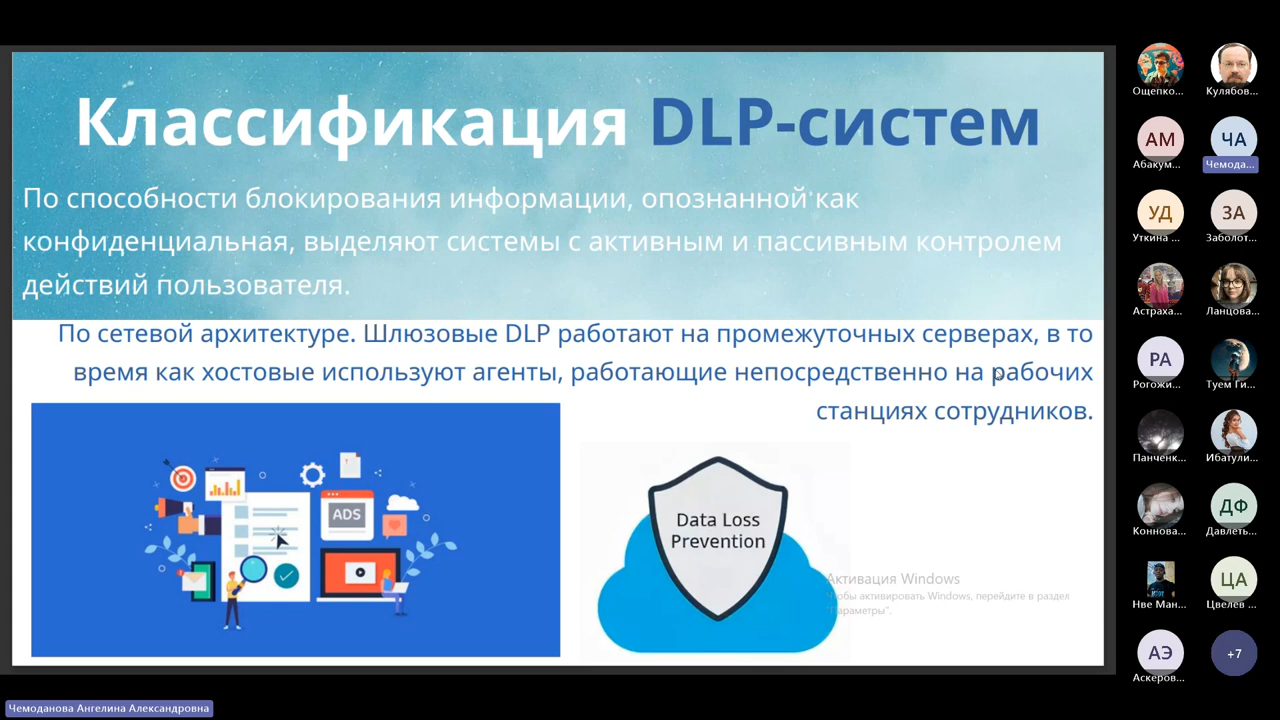 Классификация DLP-систем
По способности блокирования информации, опознанной как
конфиденциальная, выделяют системы с активным и пассивным контролем
действий пользователя.
По сетевой архитектуре. Шлюзовые DLP работают на промежуточных серверах, в то
время как хостовые используют агенты, работающие непосредственно на рабочих
станциях сотрудников.
ADS
Data Loss
Prevention
Активация Windows
Чтобы активировать Windows, перейдите в раздел
"Параметры".
Ощепко...
Кулябов...
АМ
Абакум...
ЧА
Чемода...
УД
Уткина ...
ЗА
Заболот...
Астраха...
Ланцова...
РА
Рогожи...
Туем Ги...
Панченк...
Ибатули...
Коннова...
ДФ
Давлеть...
Нве Ман...
ЦА
Цвелев ...
АЭ
Аскеров...
+7
Чемоданова Ангелина Александровна